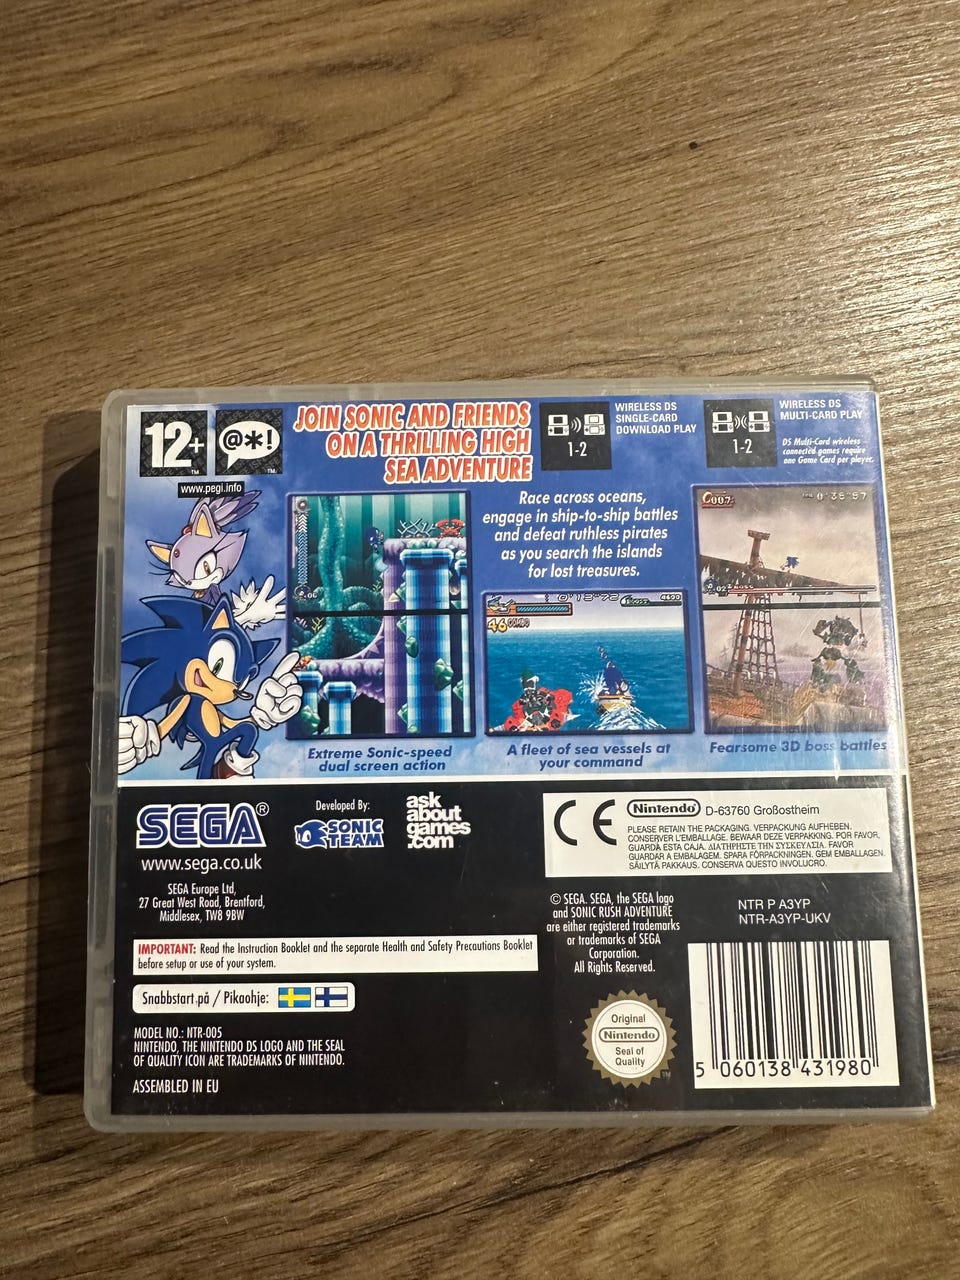 12+
™
@*!
™
www.pegi.info
JOIN SONIC AND FRIENDS
ON A THRILLING HIGH
SEA ADVENTURE
1-2
WIRELESS DS
SINGLE-CARD
DOWNLOAD PLAY
1-2
WIRELESS DS
MULTI-CARD PLAY
DS Multi-Card wireless
connected games require
one Game Card per player.
Race across oceans,
engage in ship-to-ship battles
and defeat ruthless pirates
as you search the islands
for lost treasures.
46 COMBO
007
Extreme Sonic-speed
dual screen action
A fleet of sea vessels at
your command
Fearsome 3D boss battles
SEGA®
www.sega.co.uk
SEGA Europe Ltd,
27 Great West Road, Brentford,
Middlesex, TW8 9BW
Developed By:
SONIC
TEAM
ask
about
games
.com
CE
Nintendo® D-63760 Großostheim
PLEASE RETAIN THE PACKAGING. VERPACKUNG AUFHEBEN.
CONSERVER L'EMBALLAGE. BEWAAR DEZE VERPAKKING. POR FAVOR,
GUARDA ESTA CAJA. ΔΙΑΤΗΡΗΣΤΕ ΤΗΝ ΣΥΣΚΕΥΑΣΙΑ. FAVOR
GUARDAR A EMBALAGEM. SPARA FÖRPACKNINGEN. GEM EMBALLAGEN.
SÄILYTÄ PAKKAUS. CONSERVA QUESTO INVOLUCRO.
© SEGA. SEGA, the SEGA logo
and SONIC RUSH ADVENTURE
are either registered trademarks
or trademarks of SEGA
Corporation.
All Rights Reserved.
NTR P A3YP
NTR-A3YP-UKV
IMPORTANT: Read the Instruction Booklet and the separate Health and Safety Precautions Booklet
before setup or use of your system.
Snabbstart på / Pikaohje:
MODEL NO.: NTR-005
NINTENDO, THE NINTENDO DS LOGO AND THE SEAL
OF QUALITY ICON ARE TRADEMARKS OF NINTENDO.
ASSEMBLED IN EU
Original
Nintendo
Seal of
Quality
™
5 060138 431980